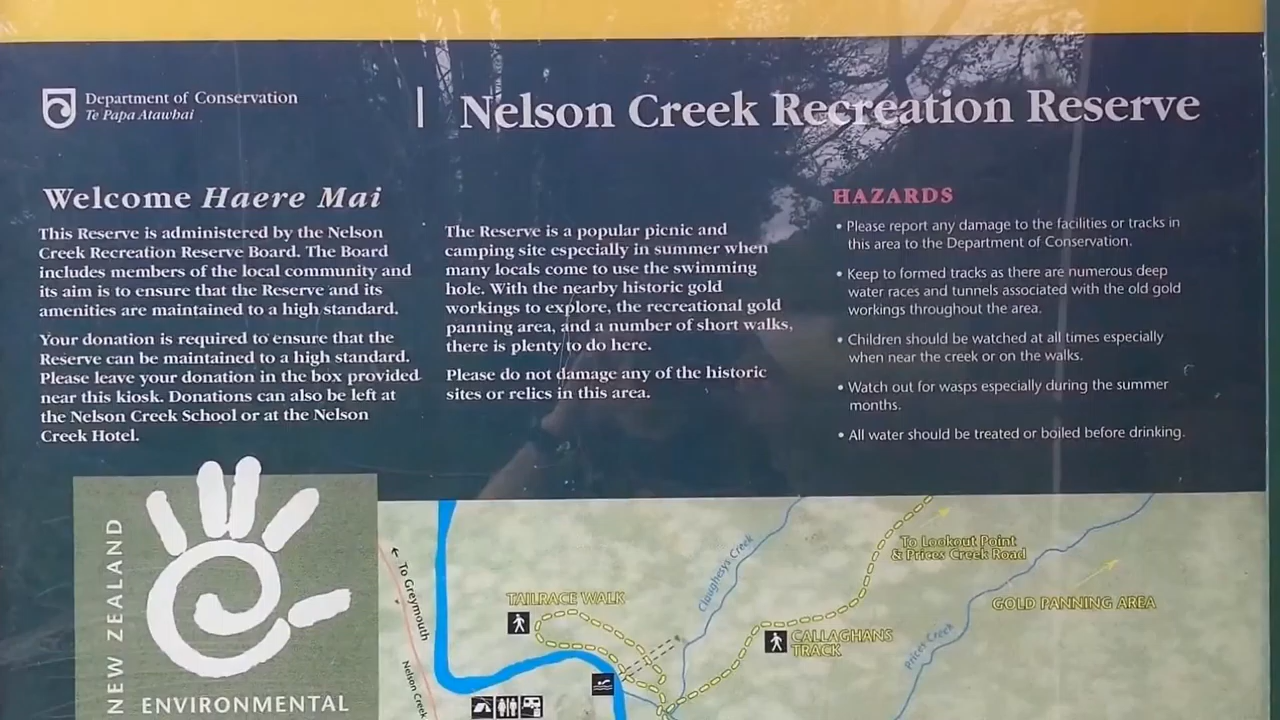 Department of Conservation
Te Papa Atawhai
Nelson Creek Recreation Reserve
Welcome Haere Mai
This Reserve is administered by the Nelson
Creek Recreation Reserve Board. The Board
includes members of the local community and
its aim is to ensure that the Reserve and its
amenities are maintained to a high standard.
Your donation is required to ensure that the
Reserve can be maintained to a high standard.
Please leave your donation in the box provided
near this kiosk. Donations can also be left at
the Nelson Creek School or at the Nelson
Creek Hotel.
The Reserve is a popular picnic and
camping site especially in summer when
many locals come to use the swimming
hole. With the nearby historic gold
workings to explore, the recreational gold
panning area, and a number of short walks,
there is plenty to do here.
Please do not damage any of the historic
sites or relics in this area.
HAZARDS
• Please report any damage to the facilities or tracks in
this area to the Department of Conservation.
• Keep to formed tracks as there are numerous deep
water races and tunnels associated with the old gold
workings throughout the area.
• Children should be watched at all times especially
when near the creek or on the walks.
• Watch out for wasps especially during the summer
months.
• All water should be treated or boiled before drinking.
NEW ZEALAND
ENVIRONMENTAL
To Greymouth
Nelson Creek
TAILRACE WALK
Cloughesys Creek
To Lookout Point
& Prices Creek Road
CALLAGHANS
TRACK
GOLD PANNING AREA
Prices Creek